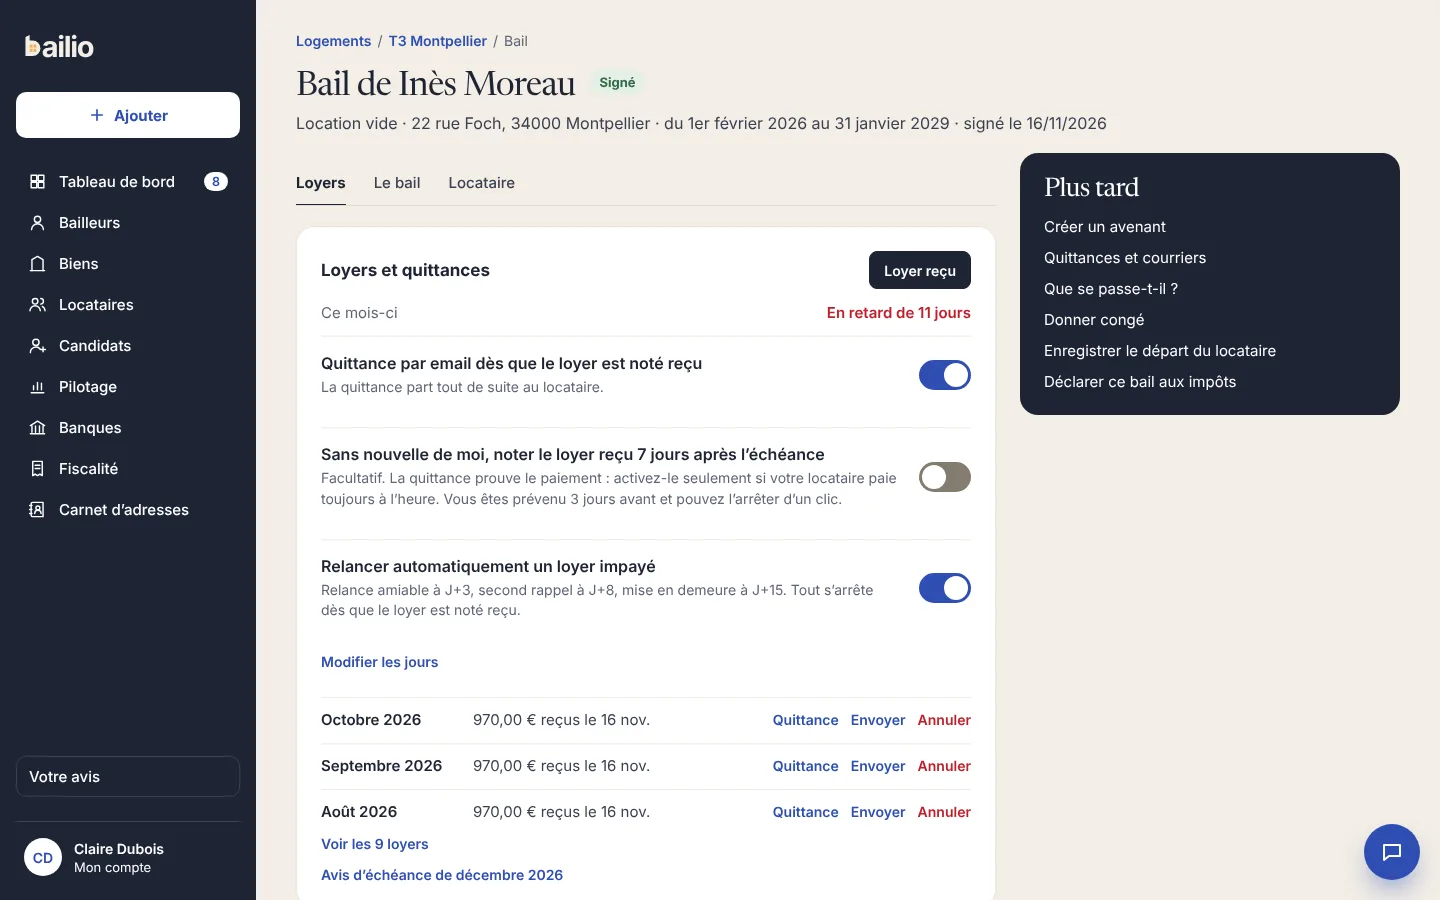 bailio
Ajouter
Tableau de bord 8
Bailleurs
Biens
Locataires
Candidats
Pilotage
Banques
Fiscalité
Carnet d’adresses
Votre avis
CD
Claire Dubois
Mon compte
Logements / T3 Montpellier / Bail
Bail de Inès Moreau Signé
Location vide · 22 rue Foch, 34000 Montpellier · du 1er février 2026 au 31 janvier 2029 · signé le 16/11/2026
Loyers Le bail Locataire
Loyers et quittances Loyer reçu
Ce mois-ci En retard de 11 jours
Quittance par email dès que le loyer est noté reçu
La quittance part tout de suite au locataire.
Sans nouvelle de moi, noter le loyer reçu 7 jours après l’échéance
Facultatif. La quittance prouve le paiement : activez-le seulement si votre locataire paie
toujours à l’heure. Vous êtes prévenu 3 jours avant et pouvez l’arrêter d’un clic.
Relancer automatiquement un loyer impayé
Relance amiable à J+3, second rappel à J+8, mise en demeure à J+15. Tout s’arrête
dès que le loyer est noté reçu.
Modifier les jours
Octobre 2026 970,00 € reçus le 16 nov. Quittance Envoyer Annuler
Septembre 2026 970,00 € reçus le 16 nov. Quittance Envoyer Annuler
Août 2026 970,00 € reçus le 16 nov. Quittance Envoyer Annuler
Voir les 9 loyers
Avis d’échéance de décembre 2026
Plus tard
Créer un avenant
Quittances et courriers
Que se passe-t-il ?
Donner congé
Enregistrer le départ du locataire
Déclarer ce bail aux impôts